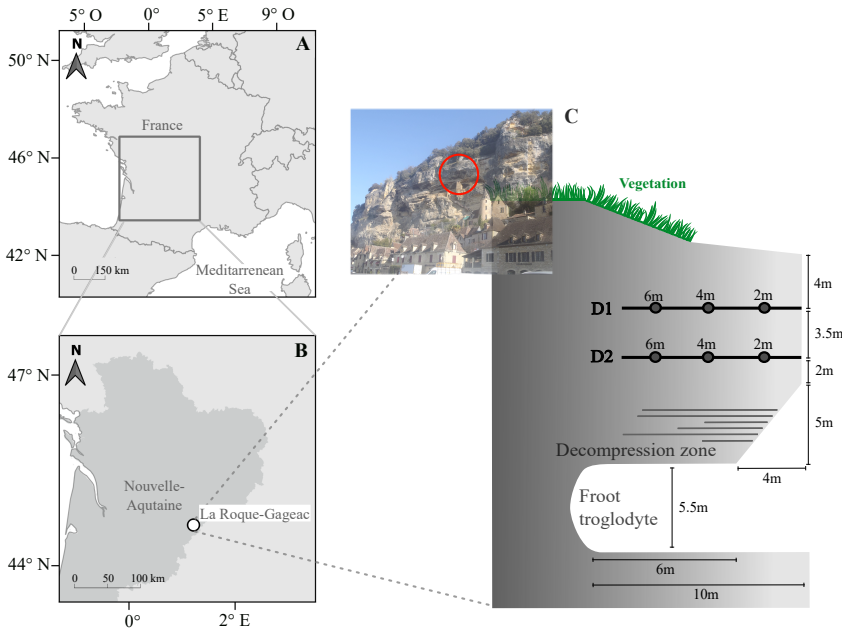 5° O 0° 5° E 9° O
50° N
46° N
42° N
N
A
France
0 150 km
Meditarrenean
Sea
47° N
44° N
N
B
Nouvelle-
Aqutaine
La Roque-Gageac
0 50 100 km
0° 2° E
C
Vegetation
4m
6m 4m 2m
D1
3.5m
6m 4m 2m
D2
2m
5m
Decompression zone
4m
Froot
troglodyte
5.5m
6m
10m